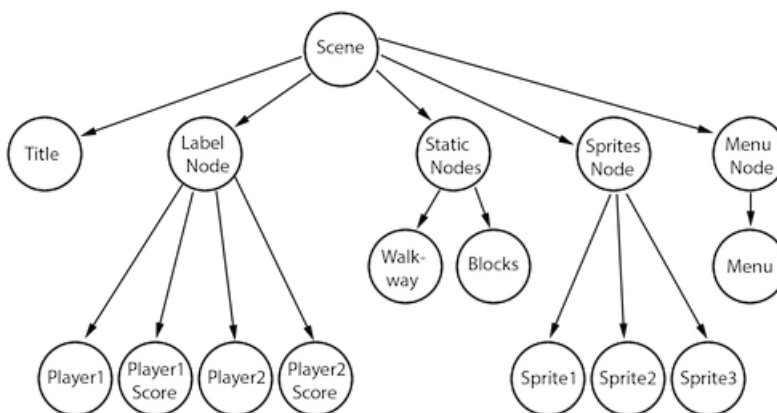 Scene
Title
Label
Node
Static
Nodes
Sprites
Node
Menu
Node
Walk-
way
Blocks
Menu
Player1
Player1
Score
Player2
Player2
Score
Sprite1
Sprite2
Sprite3